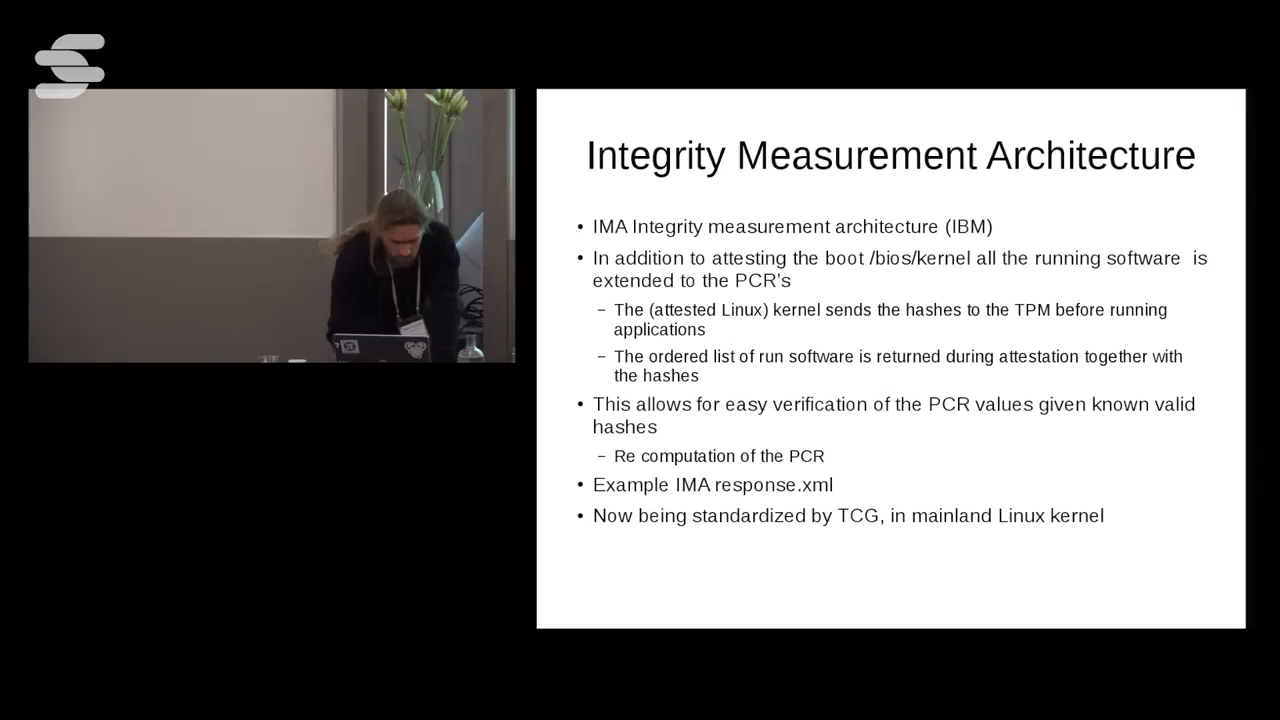 Integrity Measurement Architecture
• IMA Integrity measurement architecture (IBM)
• In addition to attesting the boot /bios/kernel all the running software  is
extended to the PCR's
– The (attested Linux) kernel sends the hashes to the TPM before running
applications
– The ordered list of run software is returned during attestation together with
the hashes
• This allows for easy verification of the PCR values given known valid
hashes
– Re computation of the PCR
• Example IMA response.xml
• Now being standardized by TCG, in mainland Linux kernel